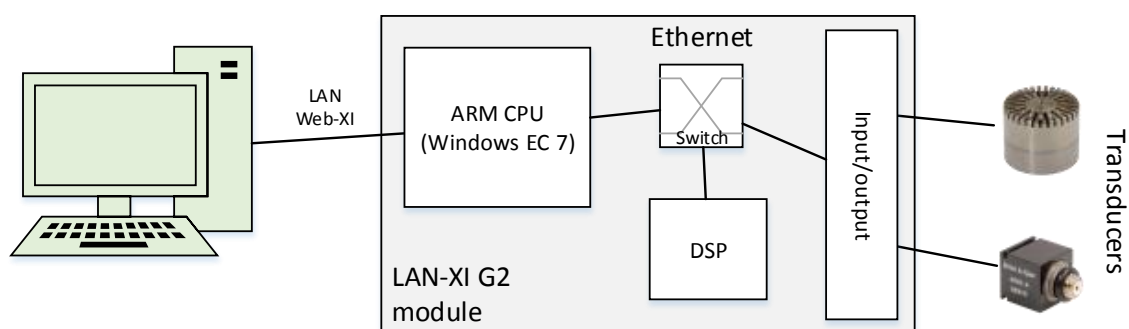 LAN
Web-XI
ARM CPU
(Windows EC 7)
Ethernet
Switch
DSP
Input/output
LAN-XI G2
module
Transducers